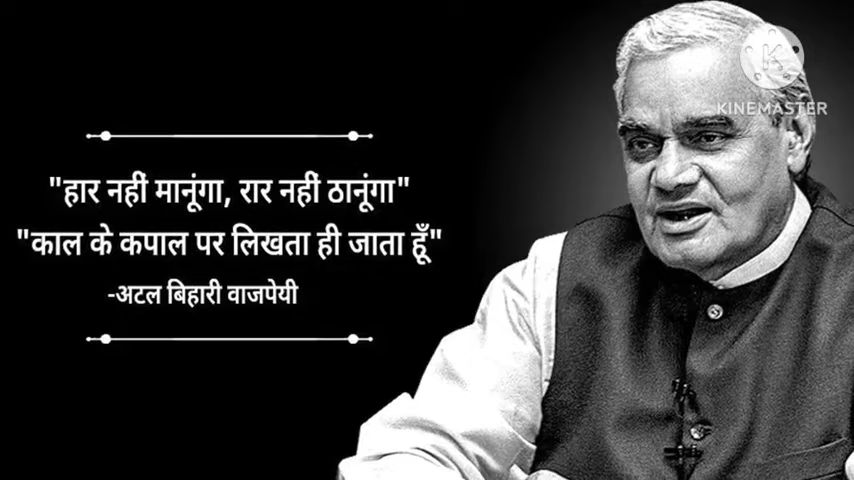 KINEMASTER
"हार नहीं मानूंगा, रार नहीं ठानूंगा"
"काल के कपाल पर लिखता ही जाता हूँ"
-अटल बिहारी वाजपेयी